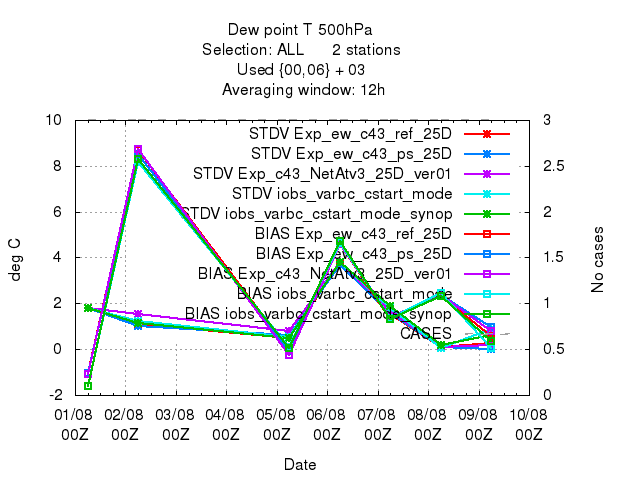 Dew point T 500hPa
Selection: ALL 2 stations
Used {00,06} + 03
Averaging window: 12h
10 3
STDV Exp_ew_c43_ref_25D
STDV Exp_ew_c43_ps_25D
8 2.5
STDV Exp_c43_NetAtv3_25D_ver01
STDV iobs_varbc_cstart_mode
6 2
STDV iobs_varbc_cstart_mode_synop
BIAS Exp_ew_c43_ref_25D
deg C
No cases
4 1.5
BIAS Exp_ew_c43_ps_25D
BIAS Exp_c43_NetAtv3_25D_ver01
BIAS iobs_varbc_cstart_mode
2 1
BIAS iobs_varbc_cstart_mode_synop
CASES
0 0.5
-2 0
01/08 02/08 03/08 04/08 05/08 06/08 07/08 08/08 09/08 10/08
00Z 00Z 00Z 00Z 00Z 00Z 00Z 00Z 00Z 00Z
Date